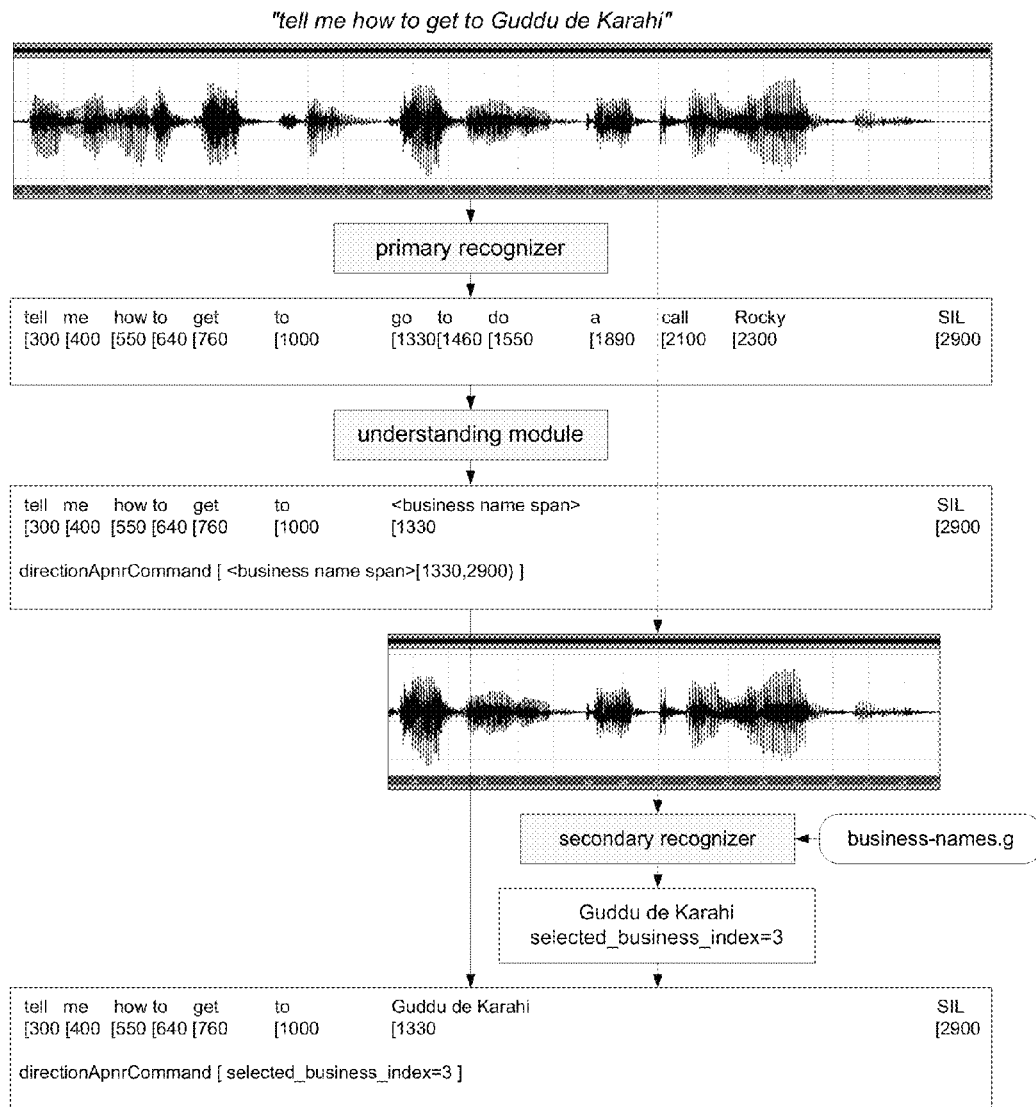 "tell me how to get to Guddu de Karahi"
primary recognizer
tell me how to get to go to do a call Rocky SIL
[300 [400 [550 [640 [760 [1000 [1330 [1460 [1550 [1890 [2100 [2300 [2900
understanding module
tell me how to get to <business name span> SIL
[300 [400 [550 [640 [760 [1000 [1330 [2900
directionApnrCommand [ <business name span>[1330,2900) ]
secondary recognizer
business-names.g
Guddu de Karahi
selected_business_index=3
tell me how to get to Guddu de Karahi SIL
[300 [400 [550 [640 [760 [1000 [1330 [2900
directionApnrCommand [ selected_business_index=3 ]